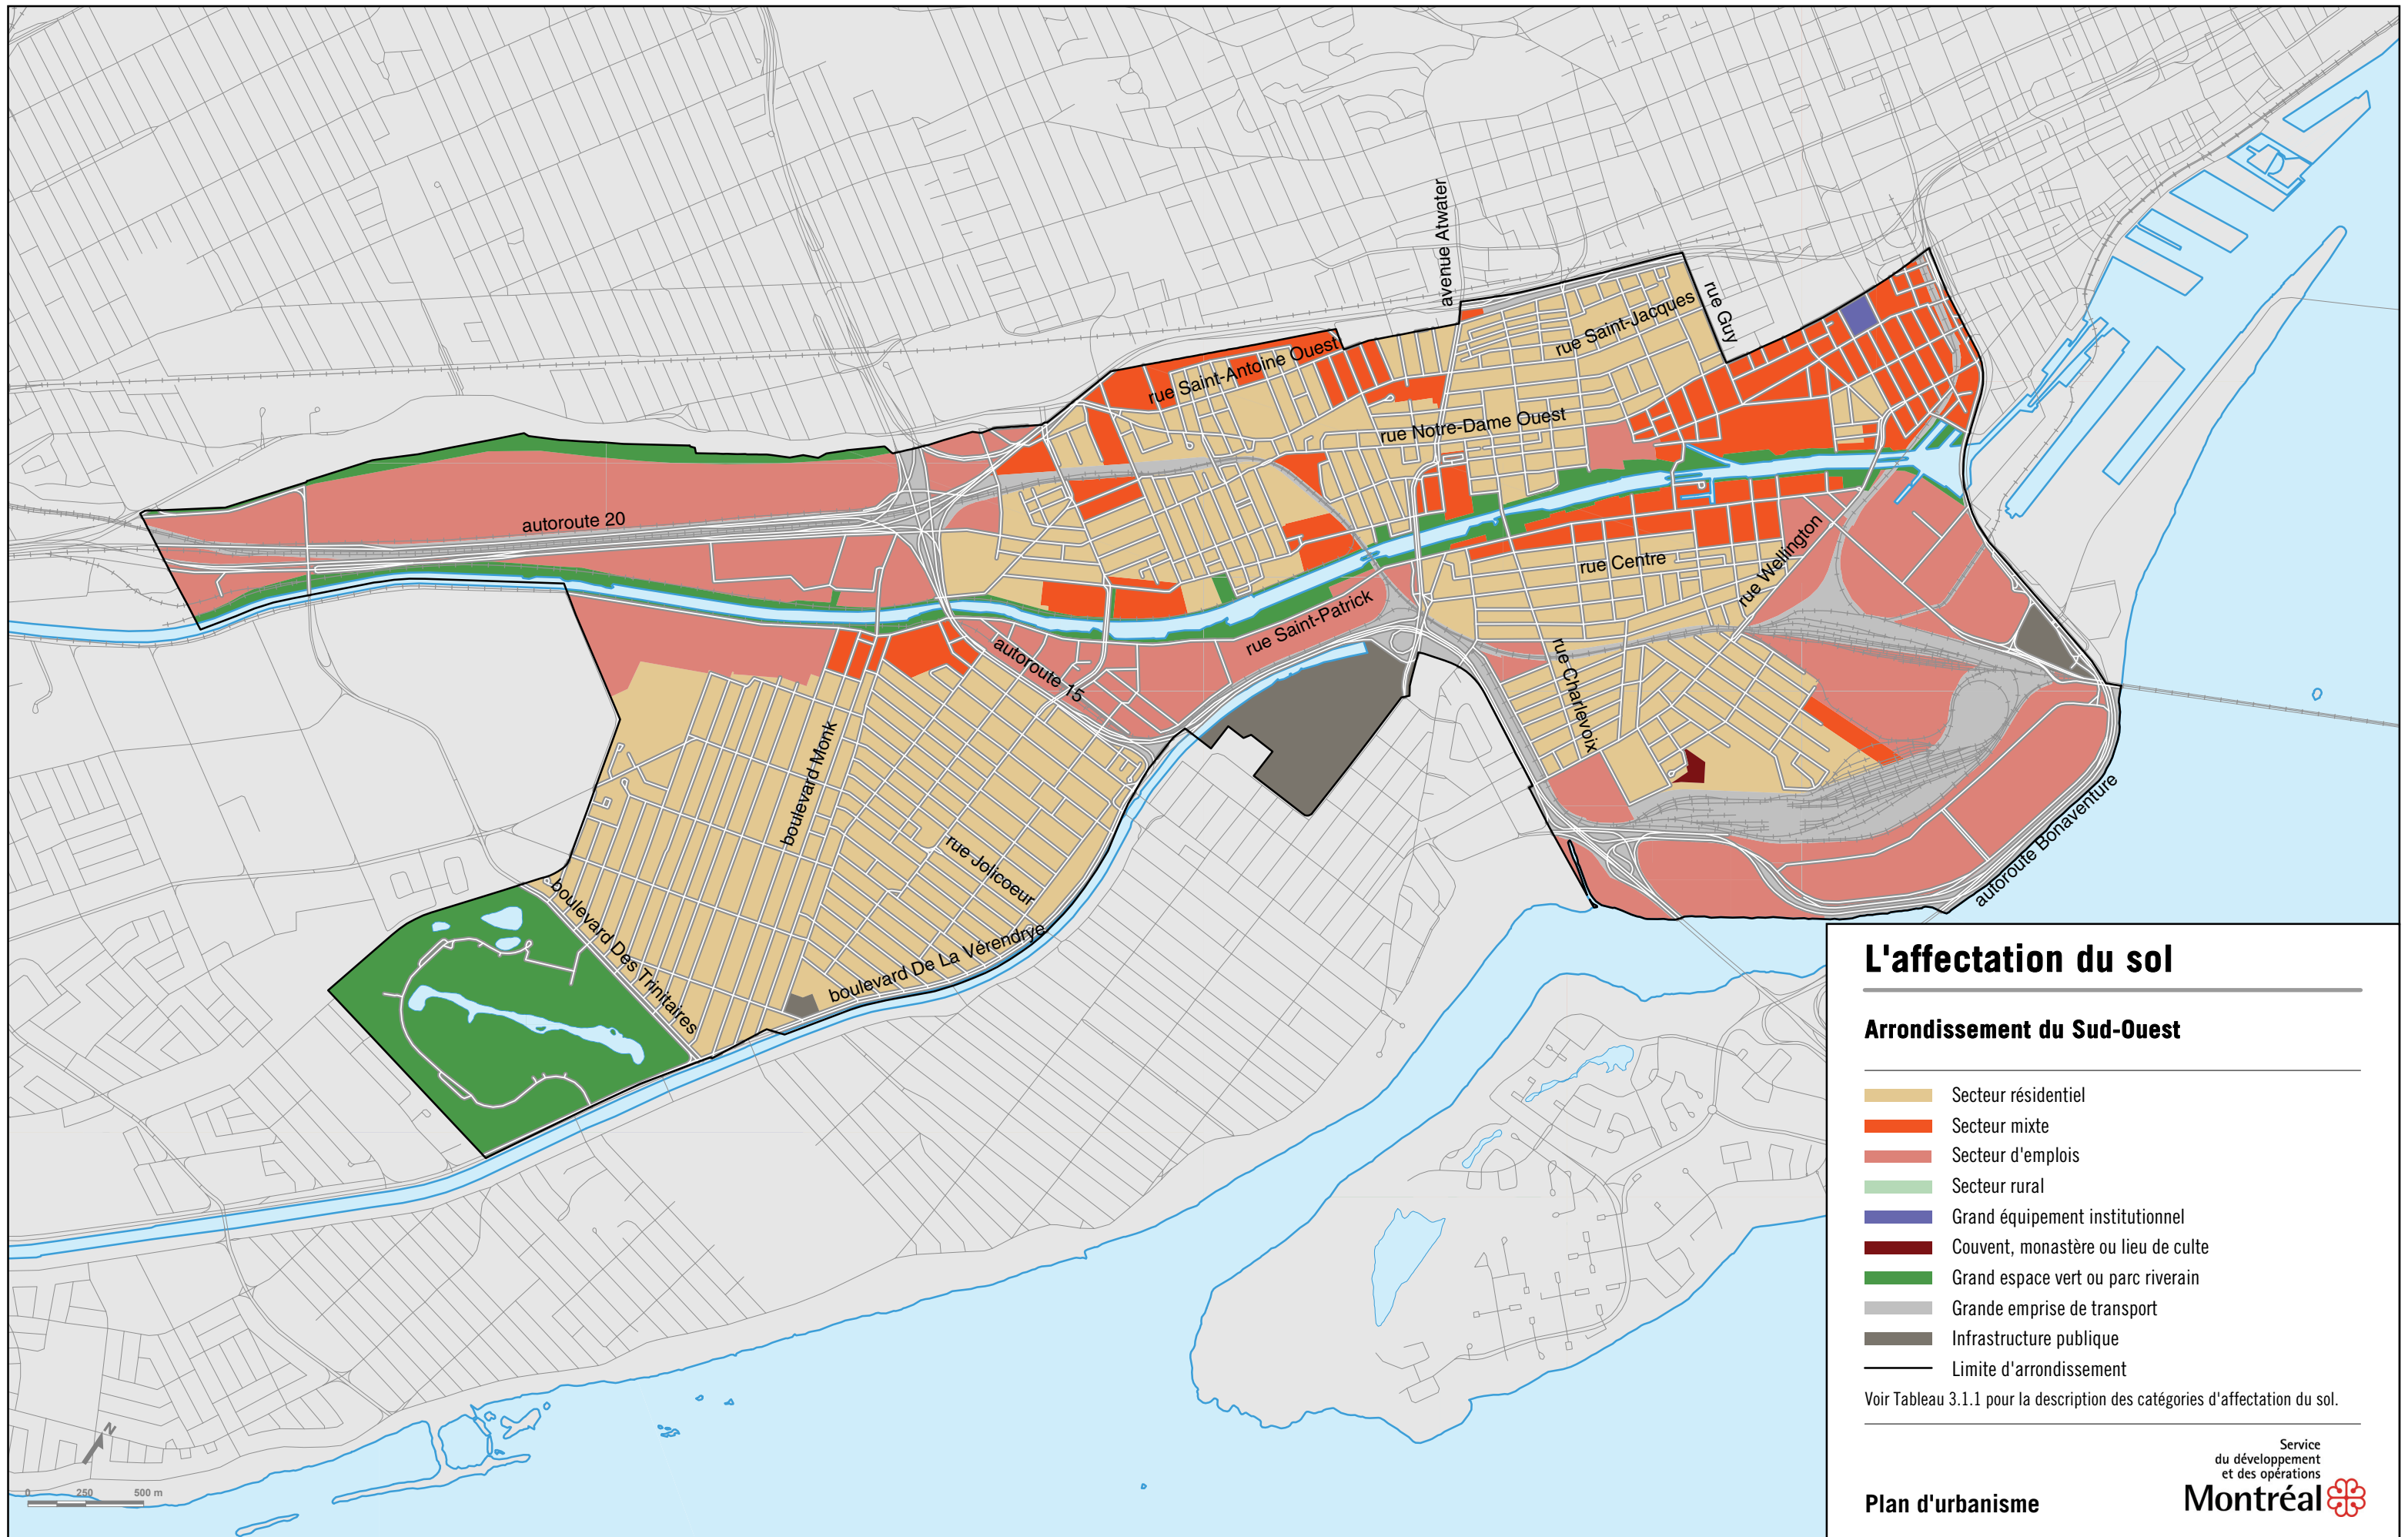 avenue Atwater
rue Guy
rue Saint-Jacques
rue Saint-Antoine Ouest
rue Notre-Dame Ouest
autoroute 20
rue Centre
rue Wellington
rue Saint-Patrick
autoroute 15
rue Charlevoix
boulevard Monk
rue Jolicoeur
autoroute Bonaventure
boulevard Des Trinitaires
boulevard De La Vérendrye
L'affectation du sol
Arrondissement du Sud-Ouest
Secteur résidentiel
Secteur mixte
Secteur d'emplois
Secteur rural
Grand équipement institutionnel
Couvent, monastère ou lieu de culte
Grand espace vert ou parc riverain
Grande emprise de transport
Infrastructure publique
Limite d'arrondissement
Voir Tableau 3.1.1 pour la description des catégories d'affectation du sol.
N
0 250 500 m
Service
du développement
et des opérations
Plan d'urbanisme
Montréal